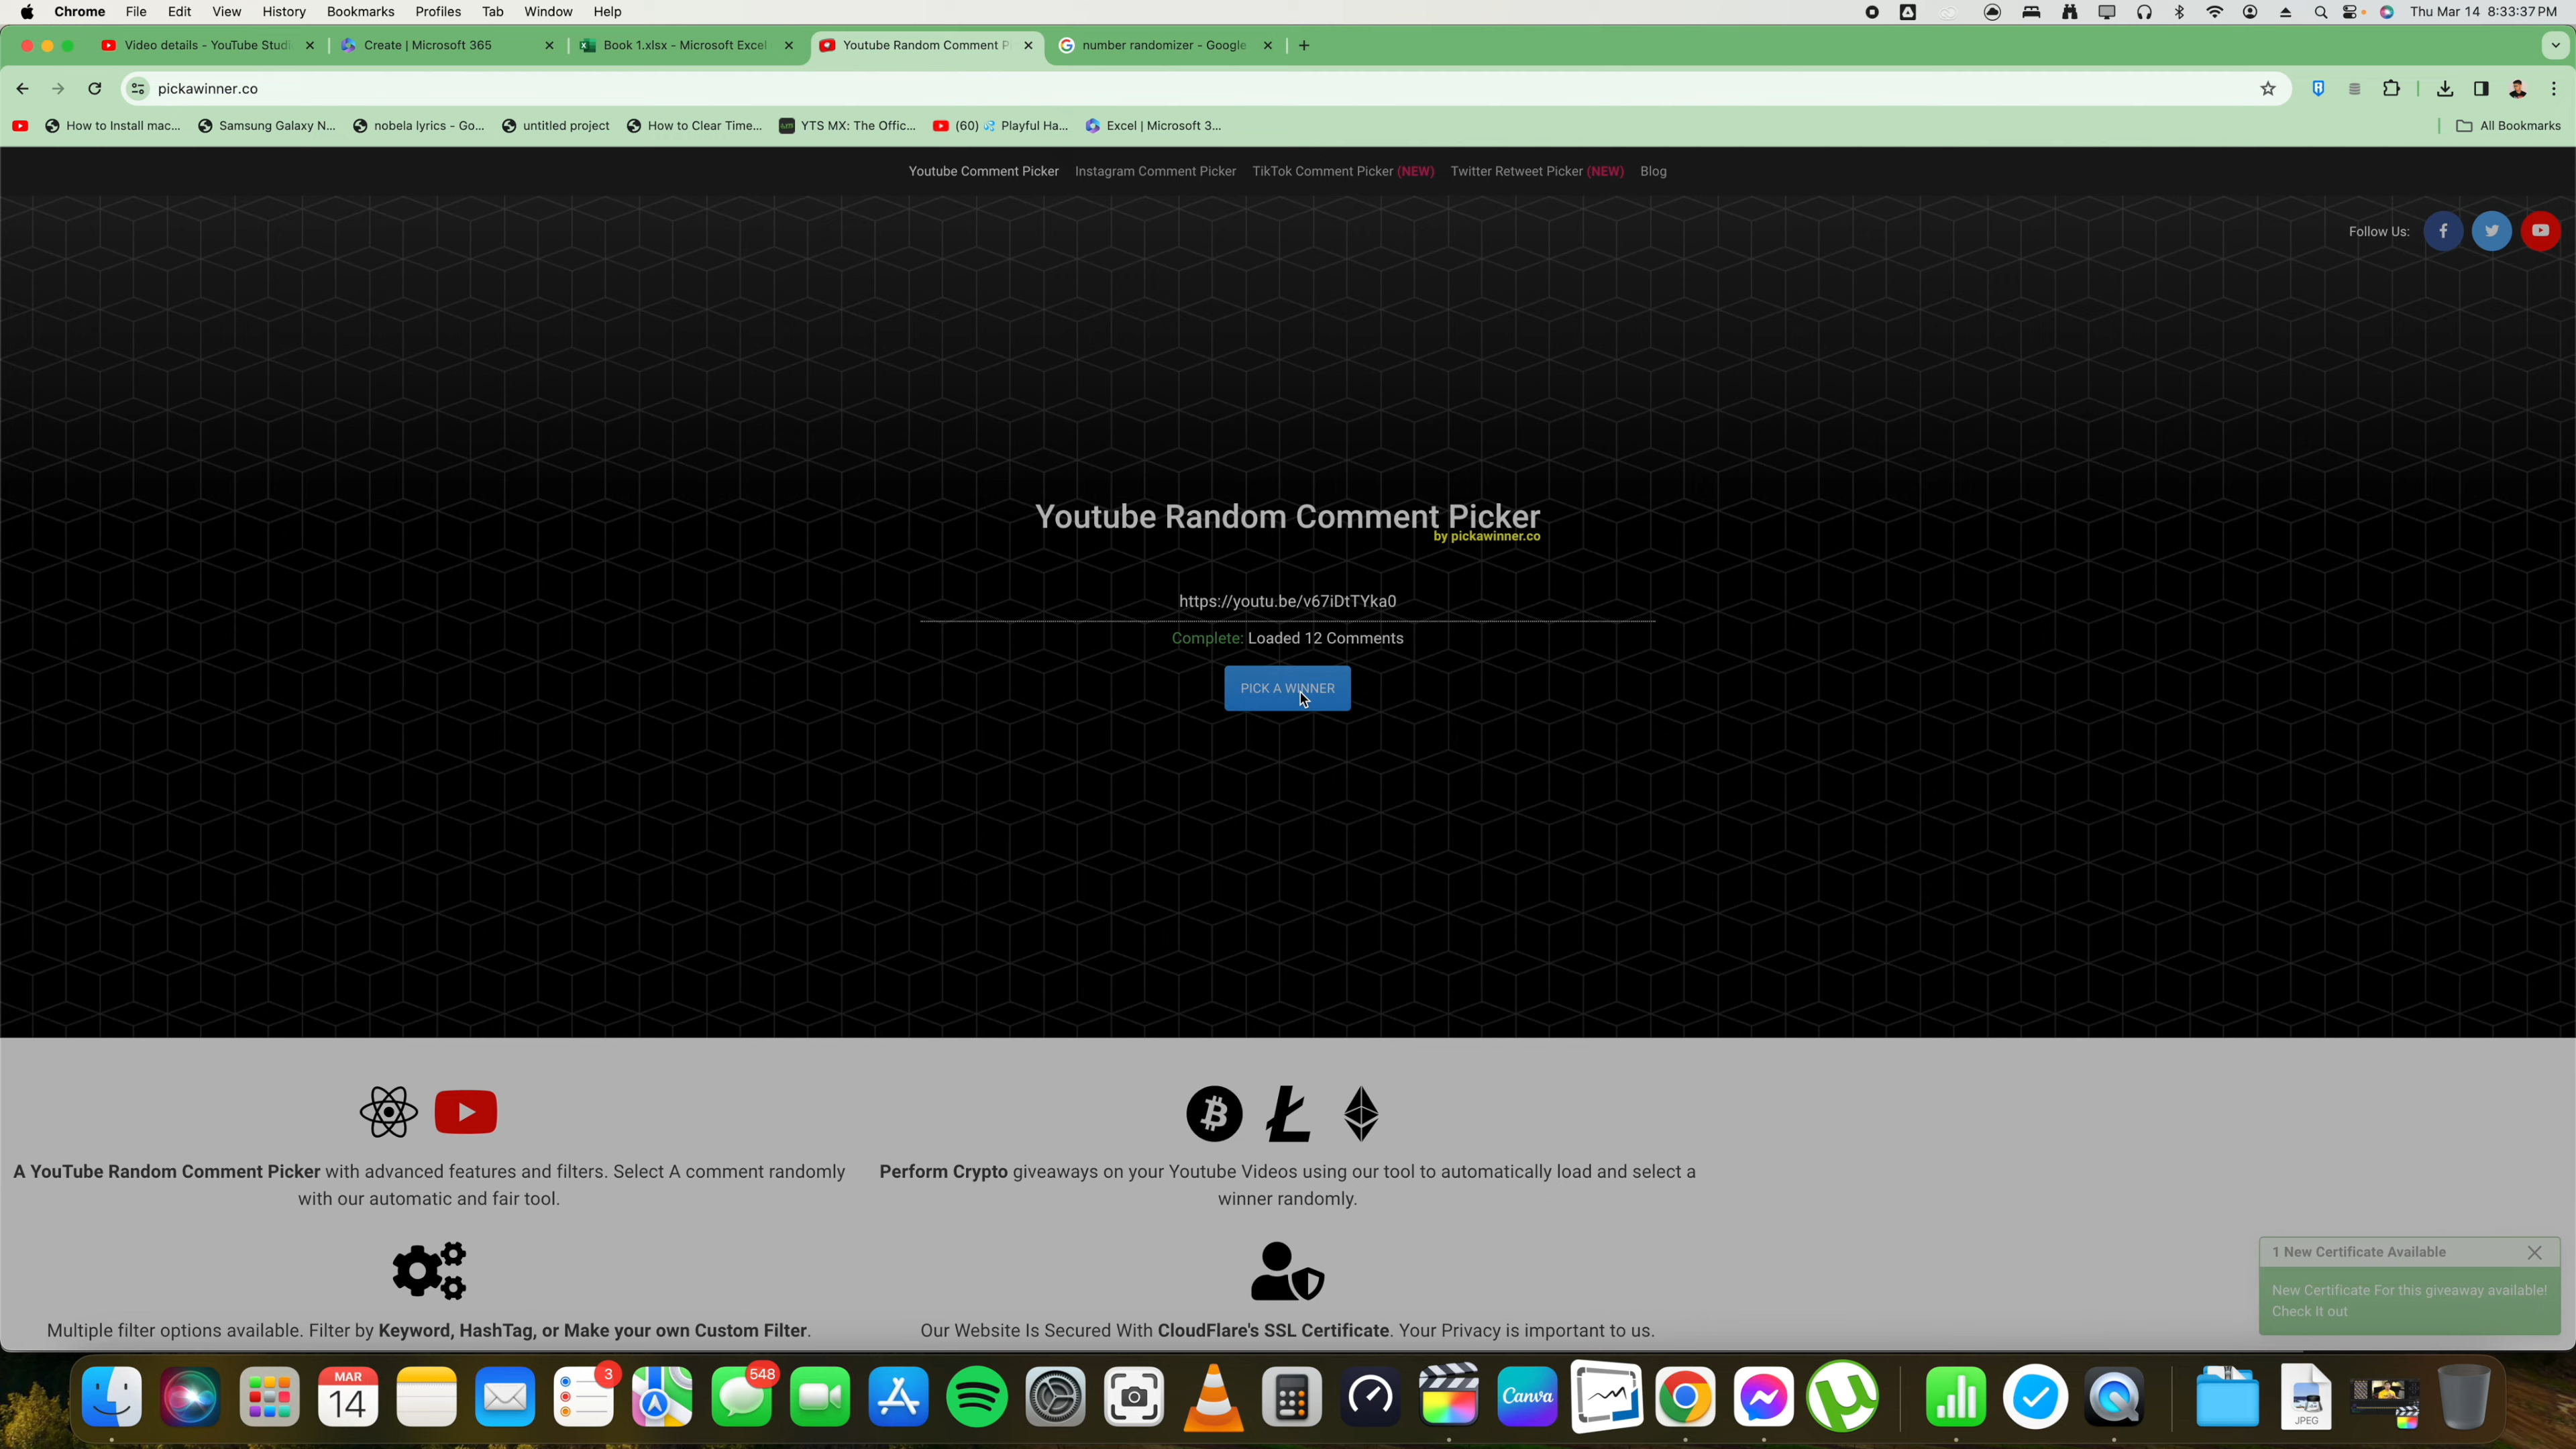 Chrome File Edit View History Bookmarks Profiles Tab Window Help Thu Mar 14 8:33:37 PM
Video details - YouTube Studi Create | Microsoft 365 Book 1.xlsx - Microsoft Excel Youtube Random Comment P number randomizer - Google
pickawinner.co
How to Install mac... Samsung Galaxy N... nobela lyrics - Go... untitled project How to Clear Time... YTS MX: The Offic... (60) Playful Ha... Excel | Microsoft 3... All Bookmarks
Youtube Comment Picker Instagram Comment Picker TikTok Comment Picker (NEW) Twitter Retweet Picker (NEW) Blog
Follow Us:
Youtube Random Comment Picker
by pickawinner.co
https://youtu.be/v67iDtTYka0
Complete: Loaded 12 Comments
PICK A WINNER
A YouTube Random Comment Picker with advanced features and filters. Select A comment randomly
with our automatic and fair tool.
Perform Crypto giveaways on your Youtube Videos using our tool to automatically load and select a
winner randomly.
Multiple filter options available. Filter by Keyword, HashTag, or Make your own Custom Filter.
Our Website Is Secured With CloudFlare's SSL Certificate. Your Privacy is important to us.
1 New Certificate Available
New Certificate For this giveaway available!
Check It out
MAR
14
3
548
Canva
JPEG